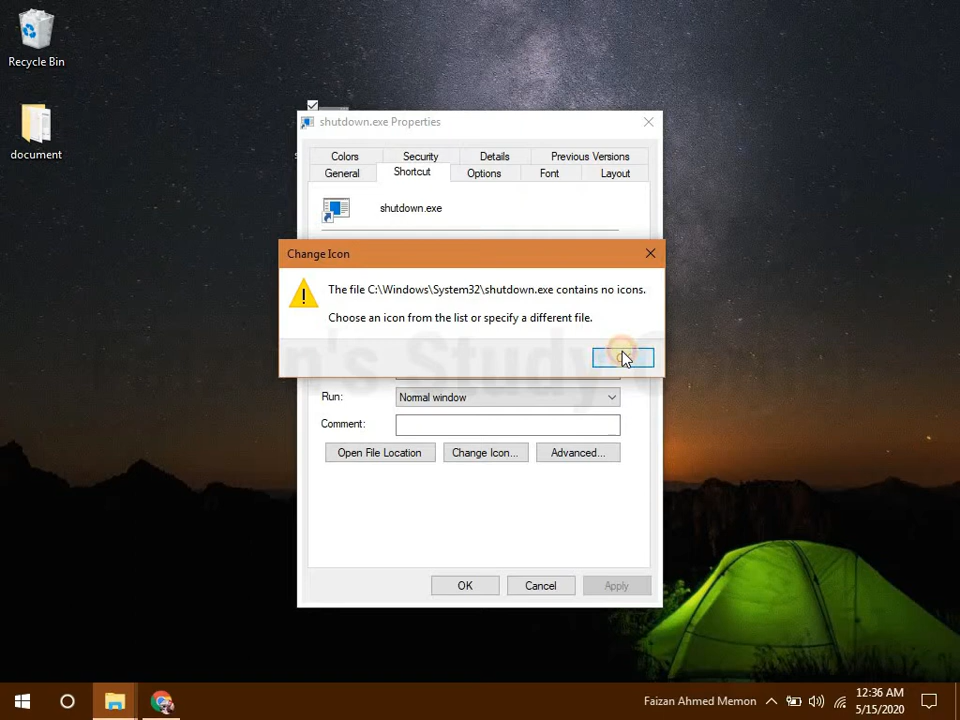 Recycle Bin
document
shutdown.exe Properties
Colors
Security
Details
Previous Versions
General
Shortcut
Options
Font
Layout
shutdown.exe
Change Icon
The file C:\Windows\System32\shutdown.exe contains no icons.
Choose an icon from the list or specify a different file.
Run:
Normal window
Comment:
Open File Location
Change Icon...
Advanced...
OK
Cancel
Apply
Faizan Ahmed Memon
12:36 AM
5/15/2020